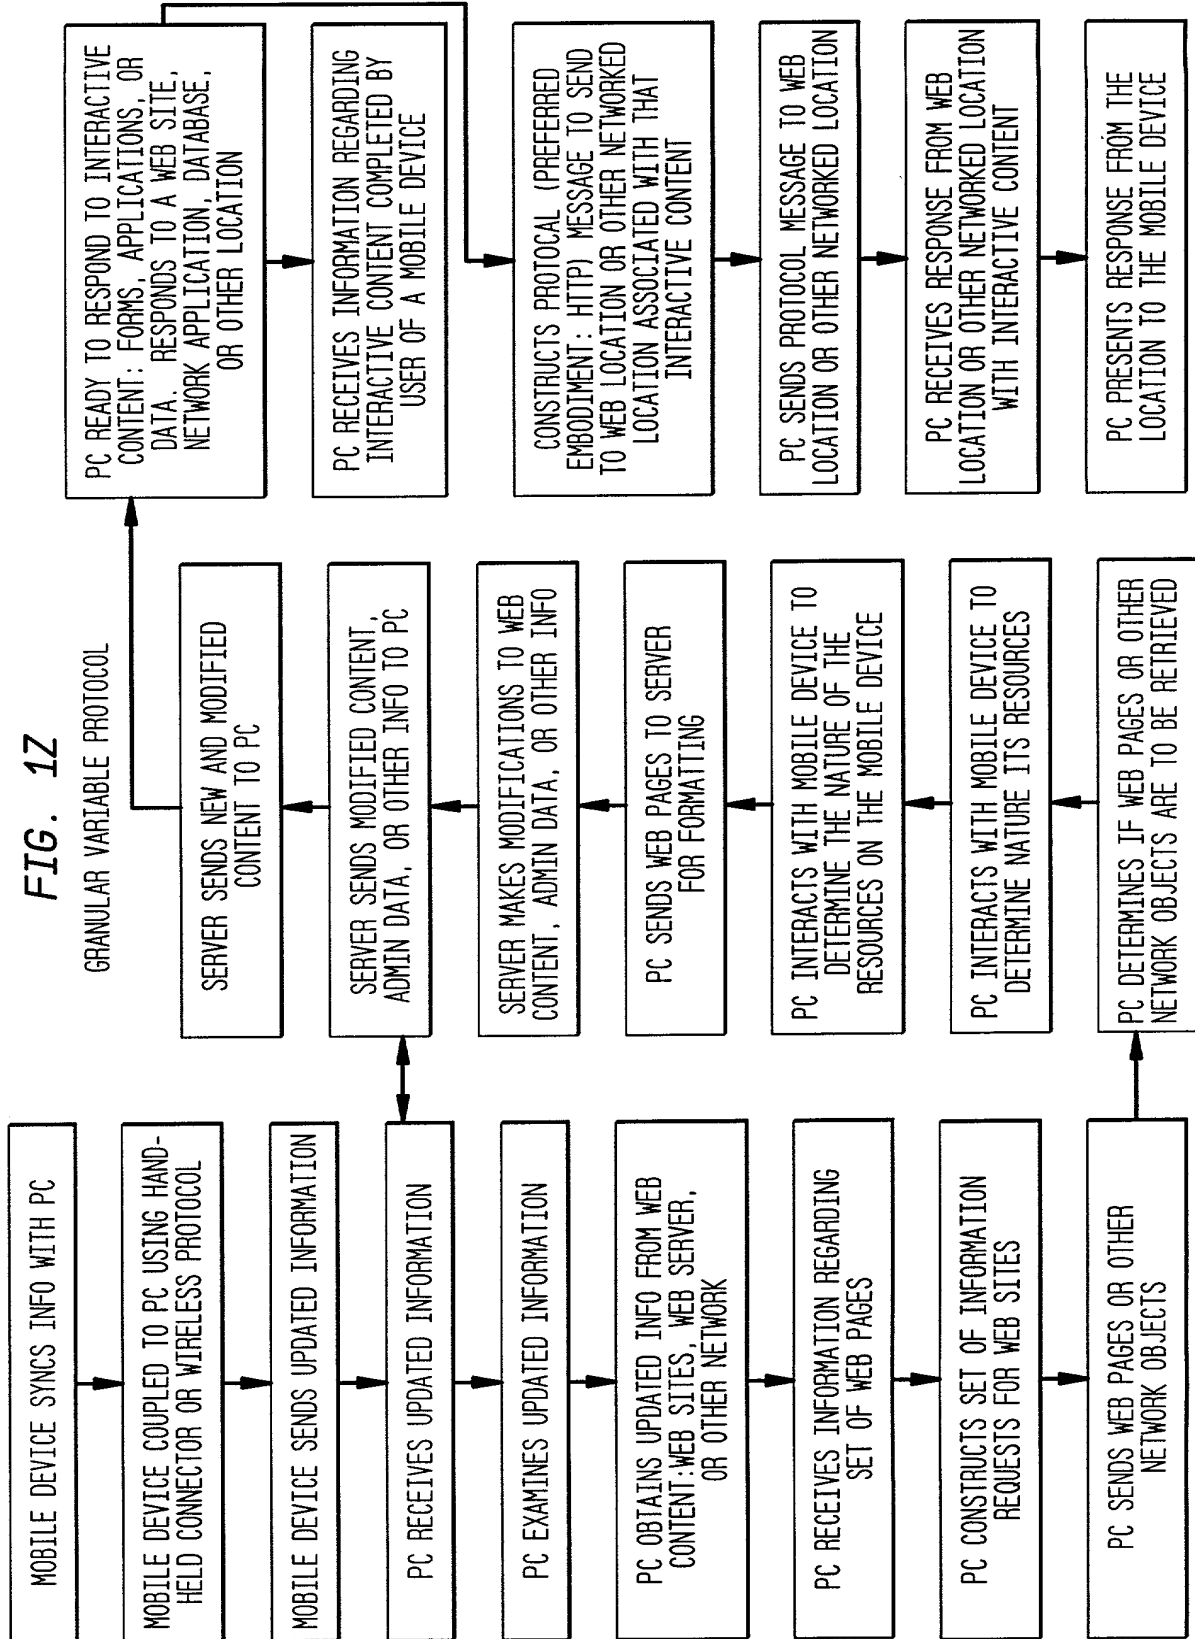 FIG. 1Z
GRANULAR VARIABLE PROTOCOL
MOBILE DEVICE SYNCS INFO WITH PC
MOBILE DEVICE COUPLED TO PC USING HAND-
HELD CONNECTOR OR WIRELESS PROTOCOL
MOBILE DEVICE SENDS UPDATED INFORMATION
PC RECEIVES UPDATED INFORMATION
PC EXAMINES UPDATED INFORMATION
PC OBTAINS UPDATED INFO FROM WEB
CONTENT:WEB SITES, WEB SERVER,
OR OTHER NETWORK
PC RECEIVES INFORMATION REGARDING
SET OF WEB PAGES
PC CONSTRUCTS SET OF INFORMATION
REQUESTS FOR WEB SITES
PC SENDS WEB PAGES OR OTHER
NETWORK OBJECTS
PC DETERMINES IF WEB PAGES OR OTHER
NETWORK OBJECTS ARE TO BE RETRIEVED
PC INTERACTS WITH MOBILE DEVICE TO
DETERMINE NATURE ITS RESOURCES
PC INTERACTS WITH MOBILE DEVICE TO
DETERMINE THE NATURE OF THE
RESOURCES ON THE MOBILE DEVICE
PC SENDS WEB PAGES TO SERVER
FOR FORMATTING
SERVER MAKES MODIFICATIONS TO WEB
CONTENT, ADMIN DATA, OR OTHER INFO
SERVER SENDS MODIFIED CONTENT,
ADMIN DATA, OR OTHER INFO TO PC
SERVER SENDS NEW AND MODIFIED
CONTENT TO PC
PC READY TO RESPOND TO INTERACTIVE
CONTENT: FORMS, APPLICATIONS, OR
DATA. RESPONDS TO A WEB SITE,
NETWORK APPLICATION, DATABASE,
OR OTHER LOCATION
PC RECEIVES INFORMATION REGARDING
INTERACTIVE CONTENT COMPLETED BY
USER OF A MOBILE DEVICE
CONSTRUCTS PROTOCAL (PREFERRED
EMBODIMENT: HTTP) MESSAGE TO SEND
TO WEB LOCATION OR OTHER NETWORKED
LOCATION ASSOCIATED WITH THAT
INTERACTIVE CONTENT
PC SENDS PROTOCOL MESSAGE TO WEB
LOCATION OR OTHER NETWORKED LOCATION
PC RECEIVES RESPONSE FROM WEB
LOCATION OR OTHER NETWORKED LOCATION
WITH INTERACTIVE CONTENT
PC PRESENTS RESPONSE FROM THE
LOCATION TO THE MOBILE DEVICE